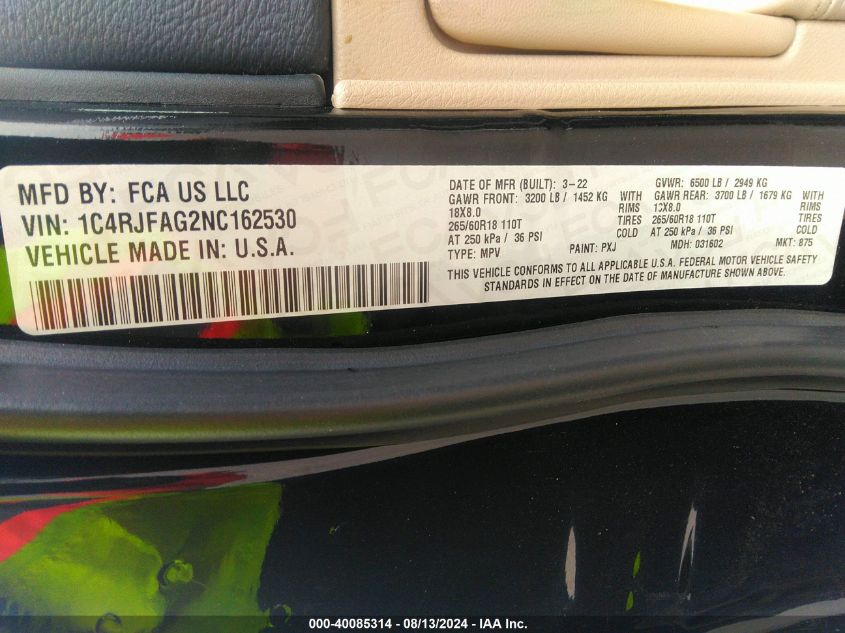 MFD BY: FCA US LLC
VIN: 1C4RJFAG2NC162530
VEHICLE MADE IN: U.S.A.
DATE OF MFR (BUILT): 3-22 GVWR: 6500 LB / 2949 KG
GAWR FRONT: 3200 LB / 1452 KG WITH GAWR REAR: 3700 LB / 1679 KG WITH
18X8.0 RIMS 18X8.0 RIMS
265/60R18 110T TIRES 265/60R18 110T TIRES
AT 250 kPa / 36 PSI COLD AT 250 kPa / 36 PSI COLD
TYPE: MPV PAINT: PXJ MDH: 031602 MKT: 875
THIS VEHICLE CONFORMS TO ALL APPLICABLE U.S.A. FEDERAL MOTOR VEHICLE SAFETY
STANDARDS IN EFFECT ON THE DATE OF MANUFACTURE SHOWN ABOVE.
000-40085314 - 08/13/2024 - IAA Inc.